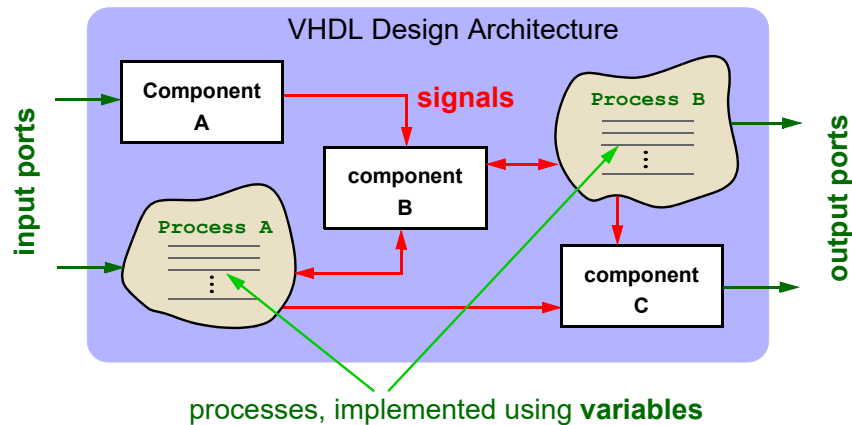 VHDL Design Architecture
input ports
Component
A
signals
Process B
component
B
Process A
component
C
output ports
processes, implemented using variables